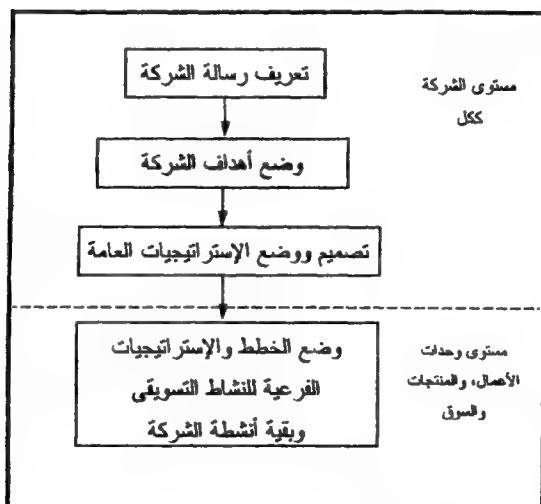 تعريف رسالة الشركة
مستوى الشركة
ككل
وضع أهداف الشركة
تصميم ووضع الإستراتيجيات العامة
وضع الخطط والإستراتيجيات
الفرعية للنشاط التسويقى
وبقية أنشطة الشركة
مستوى وحدات
الأعمال، والمنتجات
والسوق